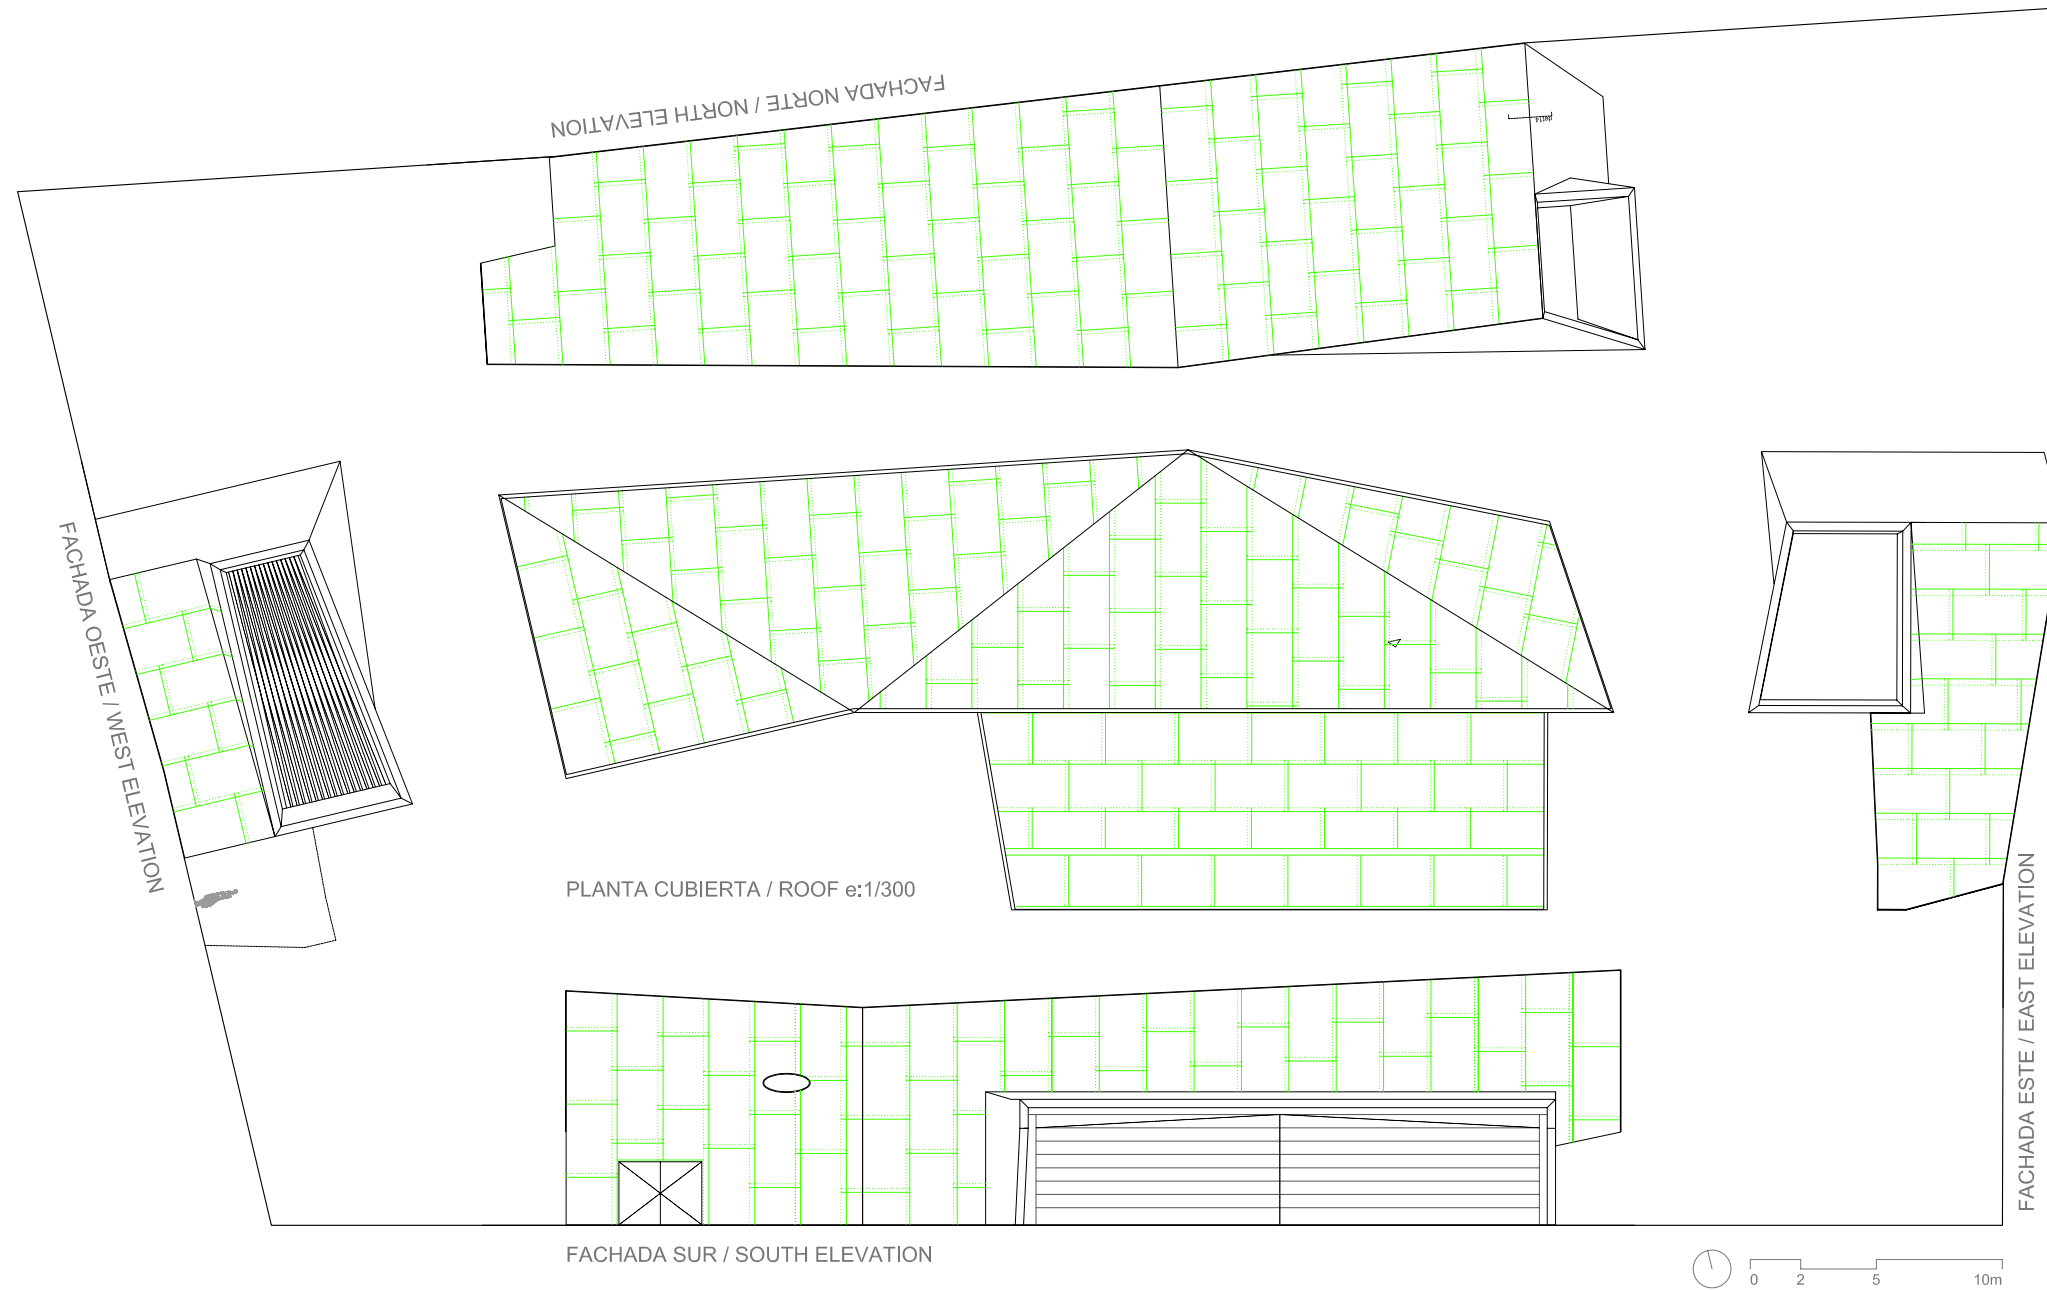 FACHADA NORTE / NORTH ELEVATION
FACHADA OESTE / WEST ELEVATION
PLANTA CUBIERTA / ROOF e:1/300
FACHADA ESTE / EAST ELEVATION
FACHADA SUR / SOUTH ELEVATION
0 2 5 10m